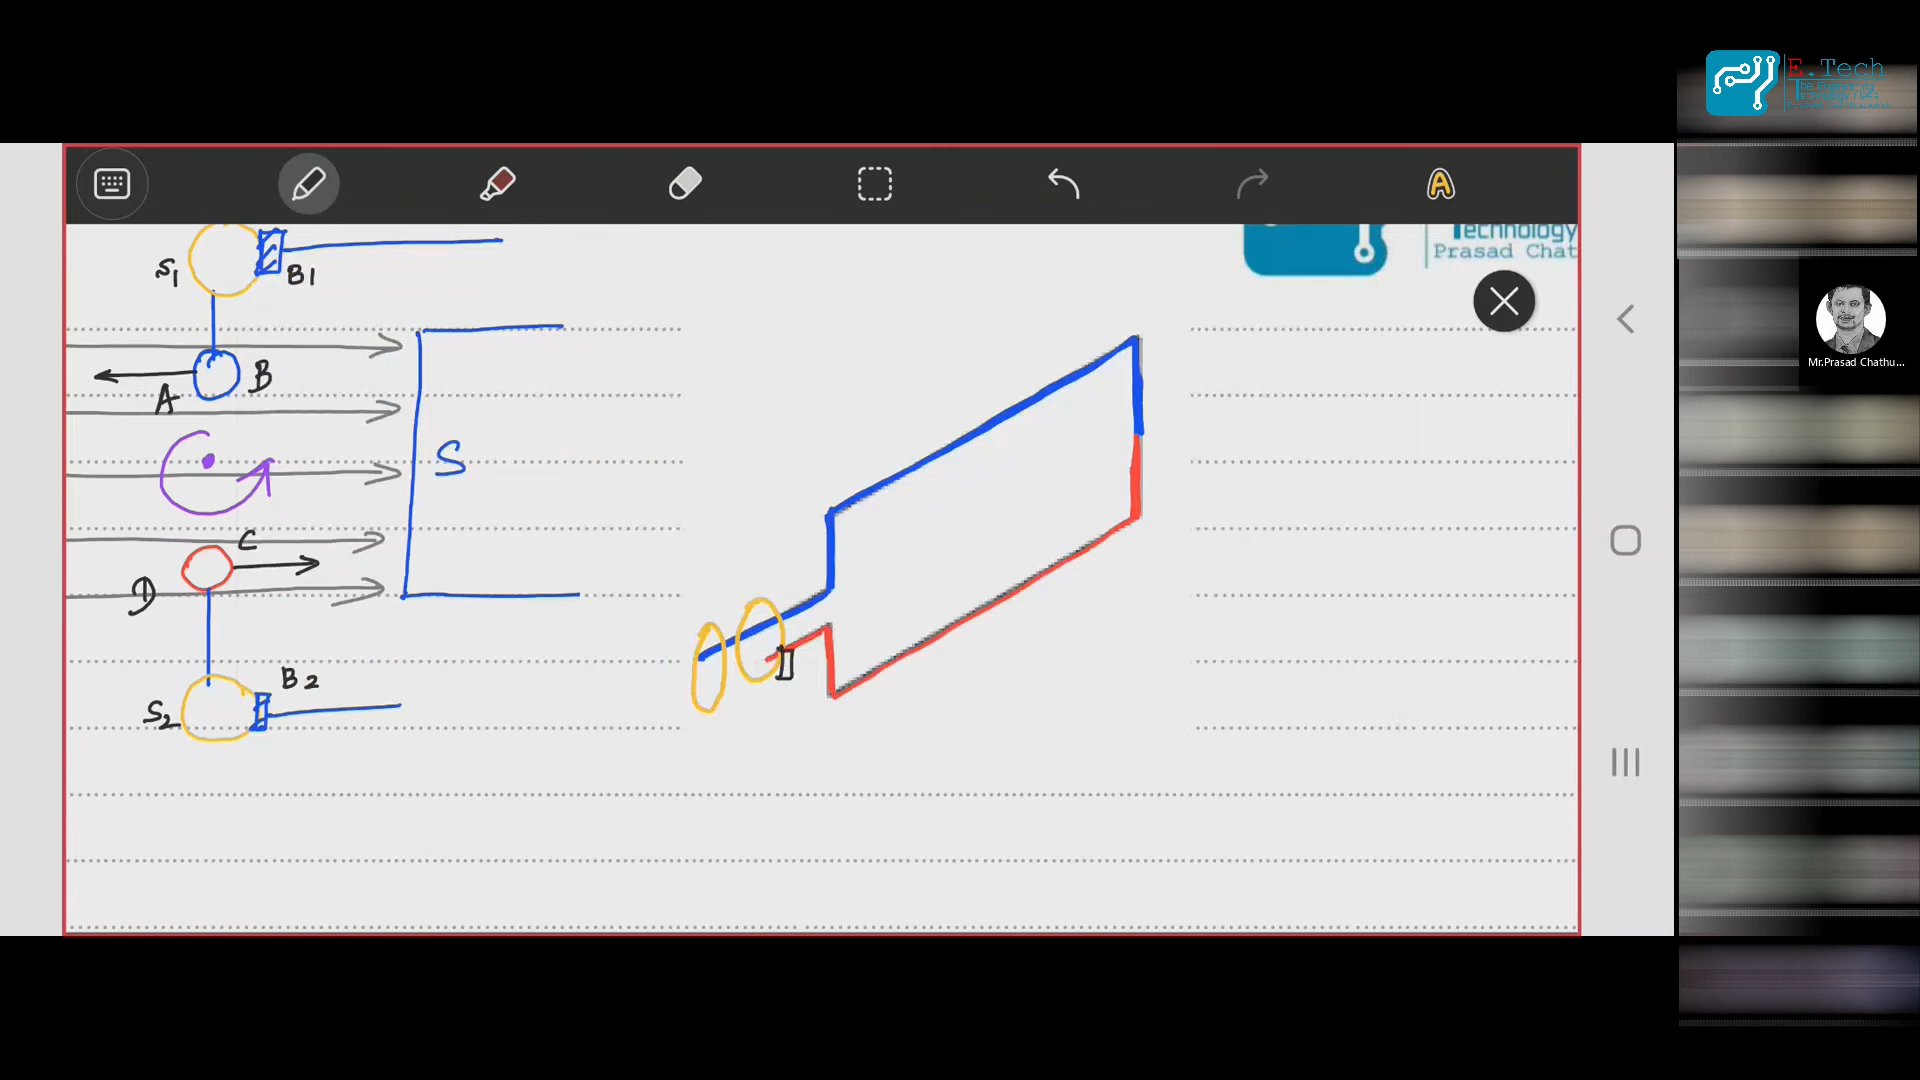 E.Tech
Technology
Prasad Chat
S1
B1
A
B
S
C
D
B2
S2
Mr.Prasad Chathu...
A